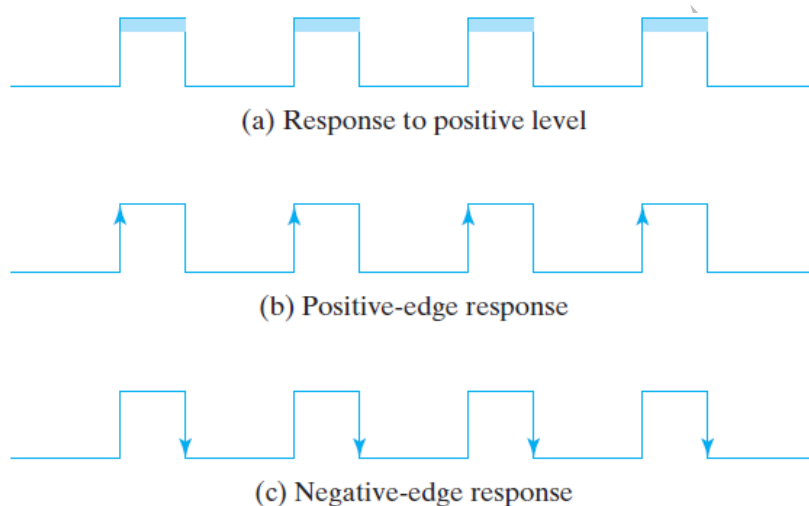 (a) Response to positive level
(b) Positive-edge response
(c) Negative-edge response